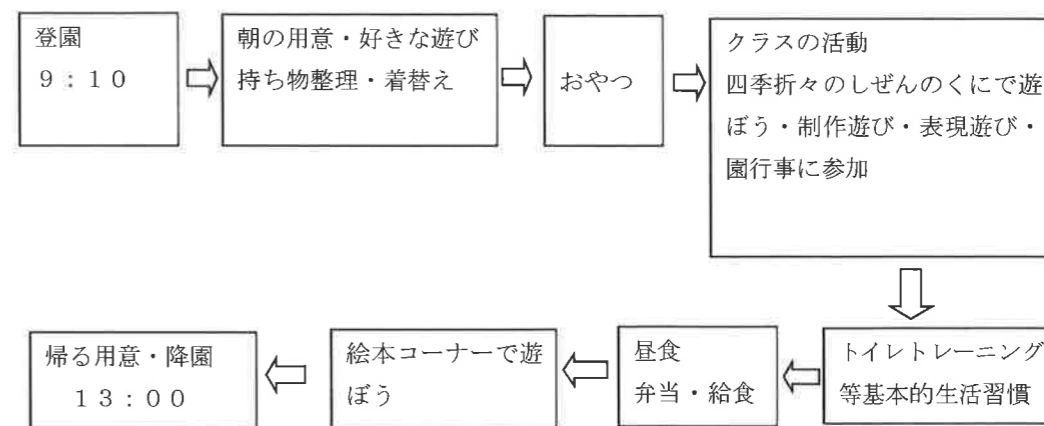 登園
９：１０
朝の用意・好きな遊び
持ち物整理・着替え
おやつ
クラスの活動
四季折々のしぜんのくにで遊
ぼう・制作遊び・表現遊び・
園行事に参加
トイレトレーニング
等基本的生活習慣
昼食
弁当・給食
絵本コーナーで遊
ぼう
帰る用意・降園
１３：００